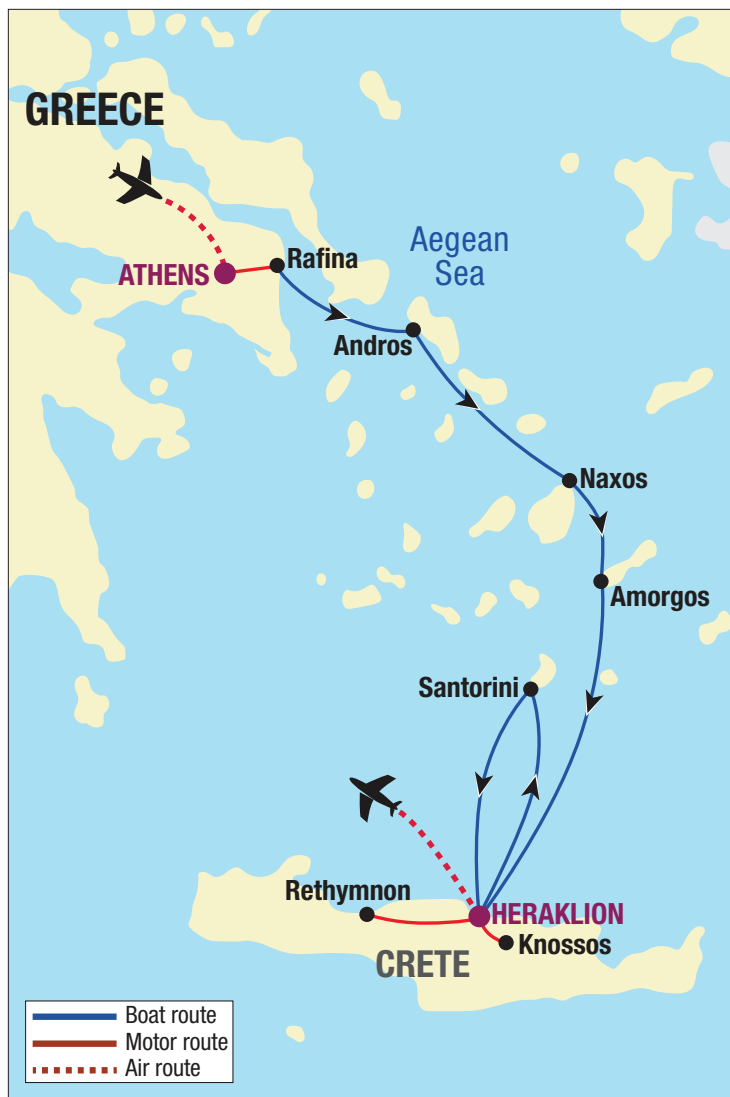 GREECE
Aegean
Sea
Rafina
ATHENS
Andros
Naxos
Amorgos
Santorini
Rethymnon
HERAKLION
Knossos
CRETE
Boat route
Motor route
Air route